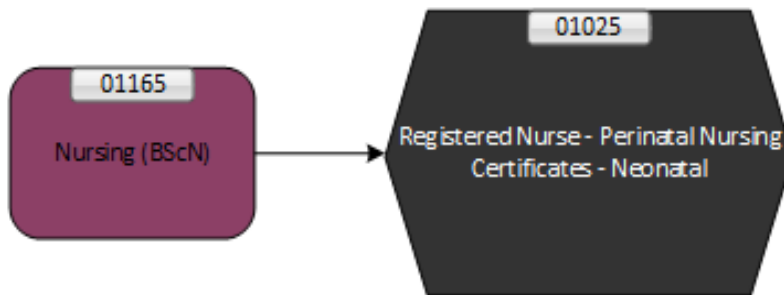 01165
Nursing (BScN)
01025
Registered Nurse - Perinatal Nursing
Certificates - Neonatal